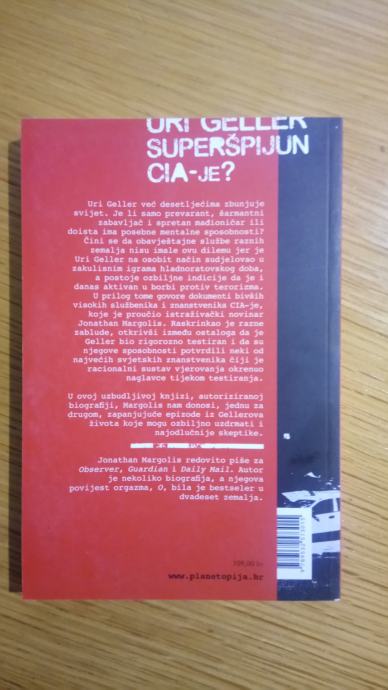 URI GELLER
SUPERŠPIJUN
CIA-JE?
Uri Geller već desetljećima zbunjuje
svijet. Je li samo prevarant, šarmantni
zabavljač i spretan mađioničar ili
doista ima posebne mentalne sposobnosti?
Čini se da obavještajne službe raznih
zemalja nisu imale ovu dilemu jer je
Uri Geller na osobit način sudjelovao u
zakulisnim igrama hladnoratovskog doba,
a postoje ozbiljne indicije da je i
danas aktivan u borbi protiv terorizma.
U prilog tome govore dokumenti bivših
visokih službenika i znanstvenika CIA-je,
koje je proučio istraživački novinar
Jonathan Margolis. Raskrinkao je razne
zablude, otkrivši između ostaloga da je
Geller bio rigorozno testiran i da su
njegove sposobnosti potvrdili neki od
najvećih svjetskih znanstvenika čiji je
racionalni sustav vjerovanja okrenuo
naglavce tijekom testiranja.
U ovoj uzbudljivoj knjizi, autoriziranoj
biografiji, Margolis nam donosi, jednu za
drugom, zapanjujuće epizode iz Gellerova
života koje mogu ozbiljno uzdrmati i
najodlučnije skeptike.
Jonathan Margolis redovito piše za
Observer, Guardian i Daily Mail. Autor
je nekoliko biografija, a njegova
povijest orgazma, O, bila je bestseler u
dvadeset zemalja.
109,00 kn
www.planetopija.hr